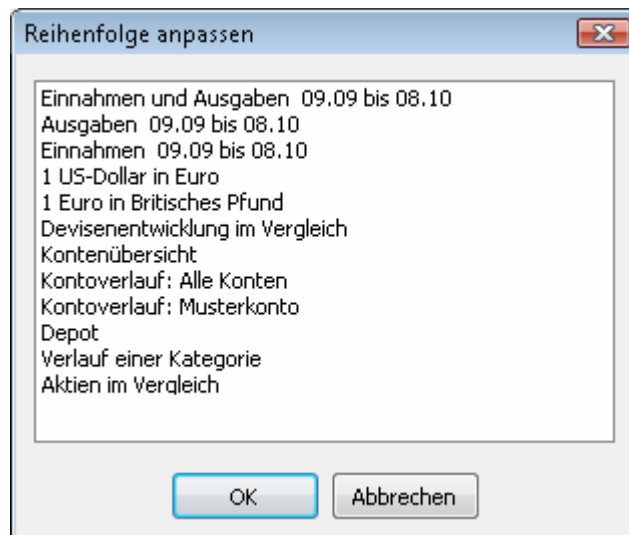 Reihenfolge anpassen
Einnahmen und Ausgaben 09.09 bis 08.10
Ausgaben 09.09 bis 08.10
Einnahmen 09.09 bis 08.10
1 US-Dollar in Euro
1 Euro in Britisches Pfund
Devisenentwicklung im Vergleich
Kontenübersicht
Kontoverlauf: Alle Konten
Kontoverlauf: Musterkonto
Depot
Verlauf einer Kategorie
Aktien im Vergleich
OK
Abbrechen